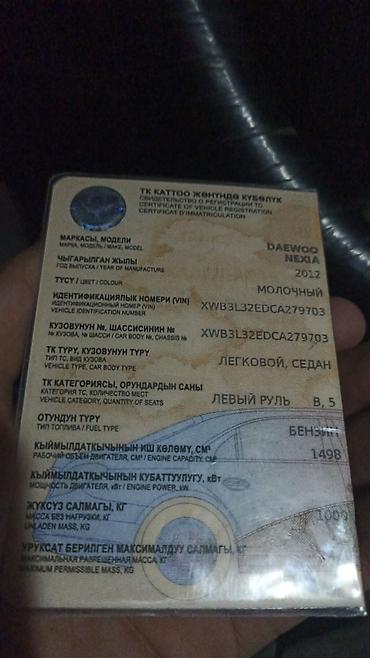 ТК КАТТОО ЖӨНҮНДӨ КҮБӨЛҮК
СВИДЕТЕЛЬСТВО О РЕГИСТРАЦИИ ТС
CERTIFICATE OF VEHICLE REGISTRATION
CERTIFICAT D'IMMATRICULATION
МАРКАСЫ, МОДЕЛИ
МАРКА, МОДЕЛЬ / MAKE, MODEL
DAEWOO
NEXIA
ЧЫГАРЫЛГАН ЖЫЛЫ
ГОД ВЫПУСКА / YEAR OF MANUFACTURE
2012
ТҮСҮ / ЦВЕТ / COLOUR
МОЛОЧНЫЙ
ИДЕНТИФИКАЦИЯЛЫК НОМЕРИ (VIN)
ИДЕНТИФИКАЦИОННЫЙ НОМЕР (VIN)
VEHICLE IDENTIFICATION NUMBER
XWB3L32EDCA279703
КУЗОВУНУН №, ШАССИСИНИН №
№ КУЗОВА, № ШАССИ / CAR BODY №, CHASSIS №
XWB3L32EDCA279703
ТК ТҮРҮ, КУЗОВУНУН ТҮРҮ
ТИП ТС, ВИД КУЗОВА
VEHICLE TYPE, CAR BODY TYPE
ЛЕГКОВОЙ, СЕДАН
ТК КАТЕГОРИЯСЫ, ОРУНДАРДЫН САНЫ
КАТЕГОРИЯ ТС, КОЛИЧЕСТВО МЕСТ
VEHICLE CATEGORY, QUANTITY OF SEATS
ЛЕВЫЙ РУЛЬ B, 5
ОТУНДУН ТҮРҮ
ТИП ТОПЛИВА / FUEL TYPE
БЕНЗИН
КЫЙМЫЛДАТКЫЧЫНЫН ИШ КӨЛӨМҮ, СМ³
РАБОЧИЙ ОБЪЕМ ДВИГАТЕЛЯ, СМ³ / ENGINE CAPACITY, CM³
1498
КЫЙМЫЛДАТКЫЧЫНЫН КУБАТТУУЛУГУ, кВт
МОЩНОСТЬ ДВИГАТЕЛЯ, кВт / ENGINE POWER, kW
ЖҮКСҮЗ САЛМАГЫ, КГ
МАССА БЕЗ НАГРУЗКИ, КГ
UNLADEN MASS, KG
1009
УРУКСАТ БЕРИЛГЕН МАКСИМАЛДУУ САЛМАГЫ, КГ
МАКСИМАЛЬНАЯ РАЗРЕШЕННАЯ МАССА, КГ
MAXIMUM PERMISSIBLE MASS, KG